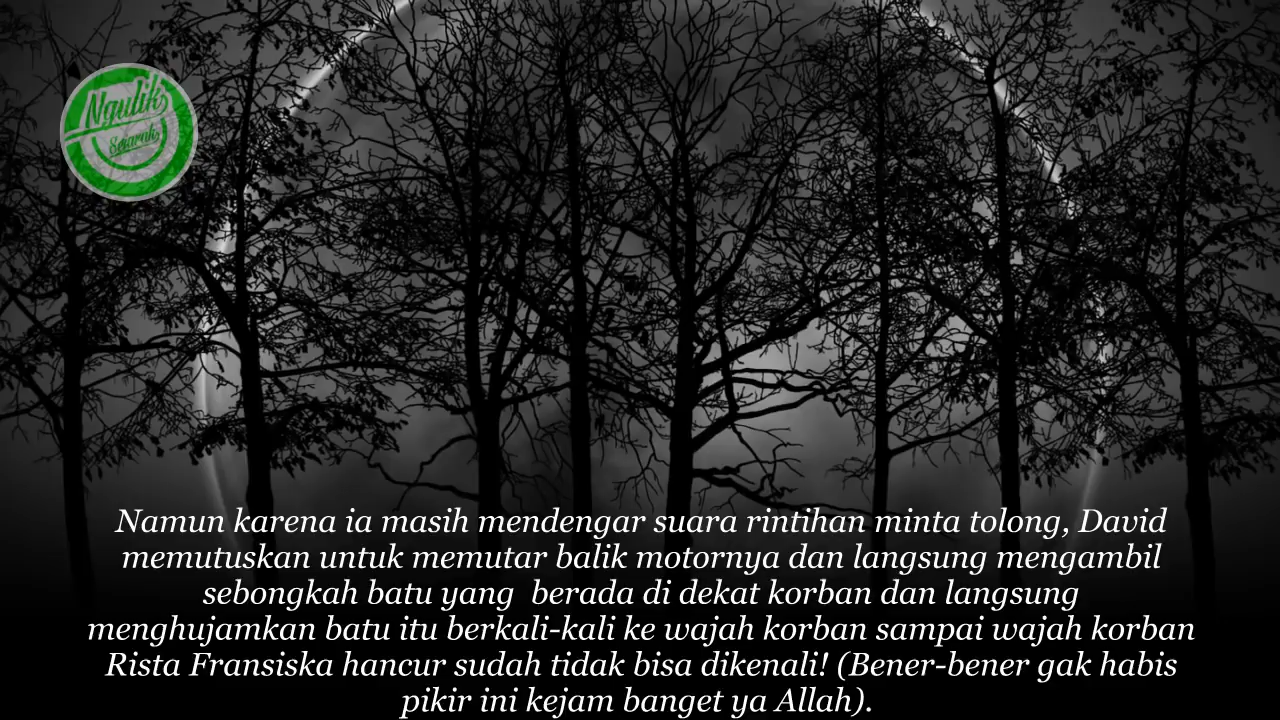 Ngulik
Sejarah
Namun karena ia masih mendengar suara rintihan minta tolong, David
memutuskan untuk memutar balik motornya dan langsung mengambil
sebongkah batu yang  berada di dekat korban dan langsung
menghujamkan batu itu berkali-kali ke wajah korban sampai wajah korban
Rista Fransiska hancur sudah tidak bisa dikenali! (Bener-bener gak habis
pikir ini kejam banget ya Allah).